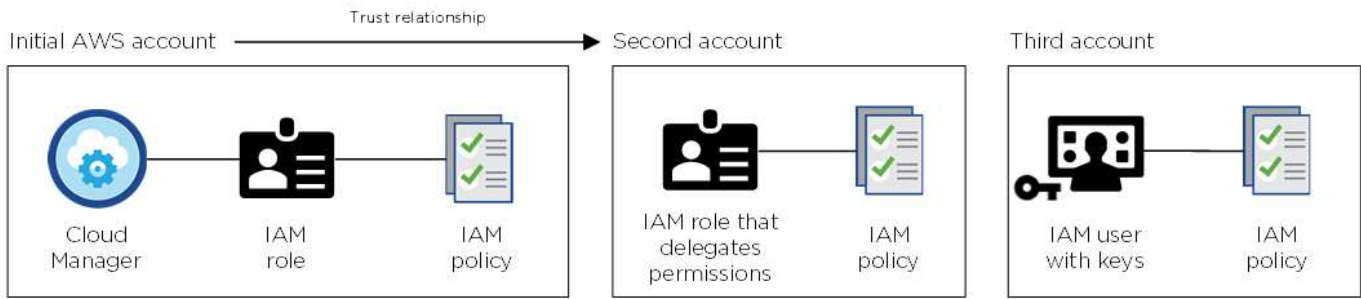 Trust relationship
Initial AWS account
Second account
Third account
Cloud
Manager
IAM
role
IAM
policy
IAM role that
delegates
permissions
IAM
policy
IAM user
with keys
IAM
policy